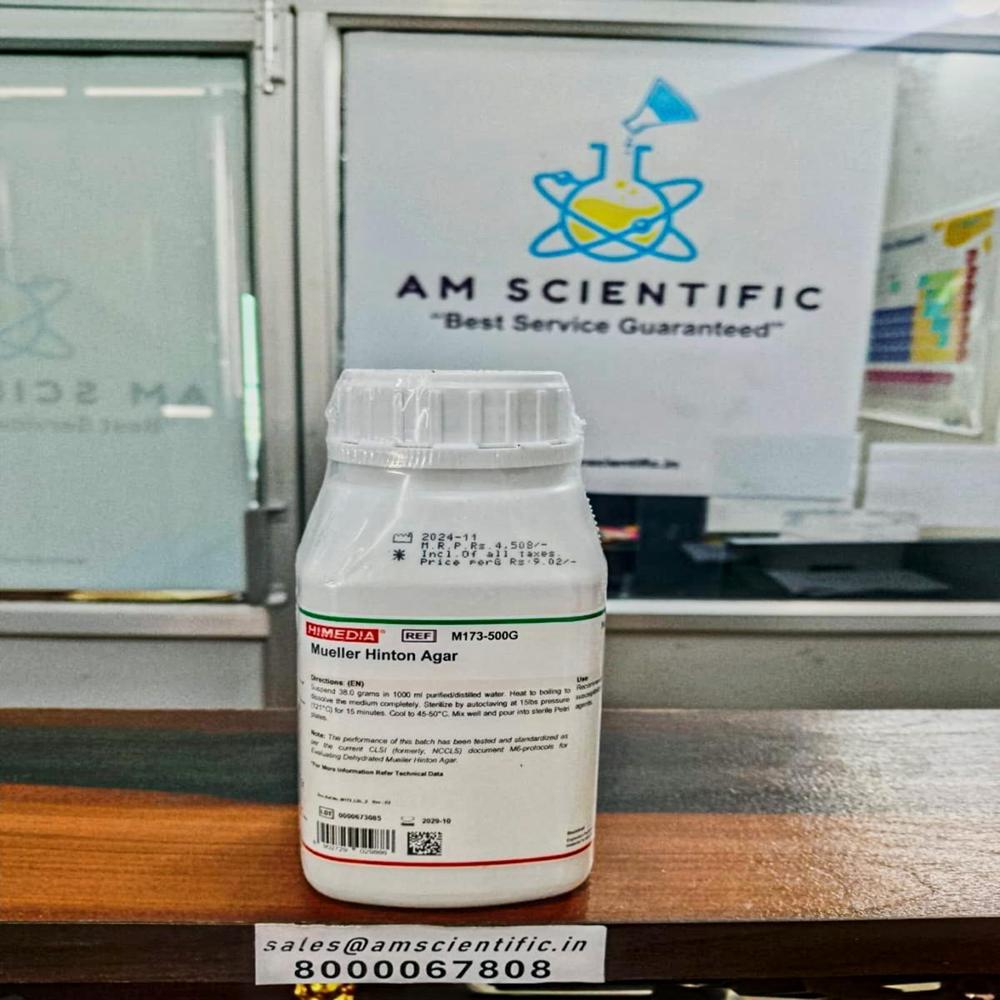 AM SCIENTIFIC
"Best Service Guaranteed"
2024-11
M.R.P.Rs.4,508/-
Incl.Of all taxes.
Price perG Rs.9.02/-
HIMEDIA®
REF M173-500G
Mueller Hinton Agar
Directions: (EN)
Suspend 38.0 grams in 1000 ml purified/distilled water. Heat to boiling to
dissolve the medium completely. Sterilize by autoclaving at 15lbs pressure
(121°C) for 15 minutes. Cool to 45-50°C. Mix well and pour into sterile Petri
plates.
Note: The performance of this batch has been tested and standardized as
per the current CLSI (formerly, NCCLS) document M6-protocols for
Evaluating Dehydrated Mueller Hinton Agar.
*For More Information Refer Technical Data
Use
LOT 0000673085
2029-10
sales@amscientific.in
8000067808